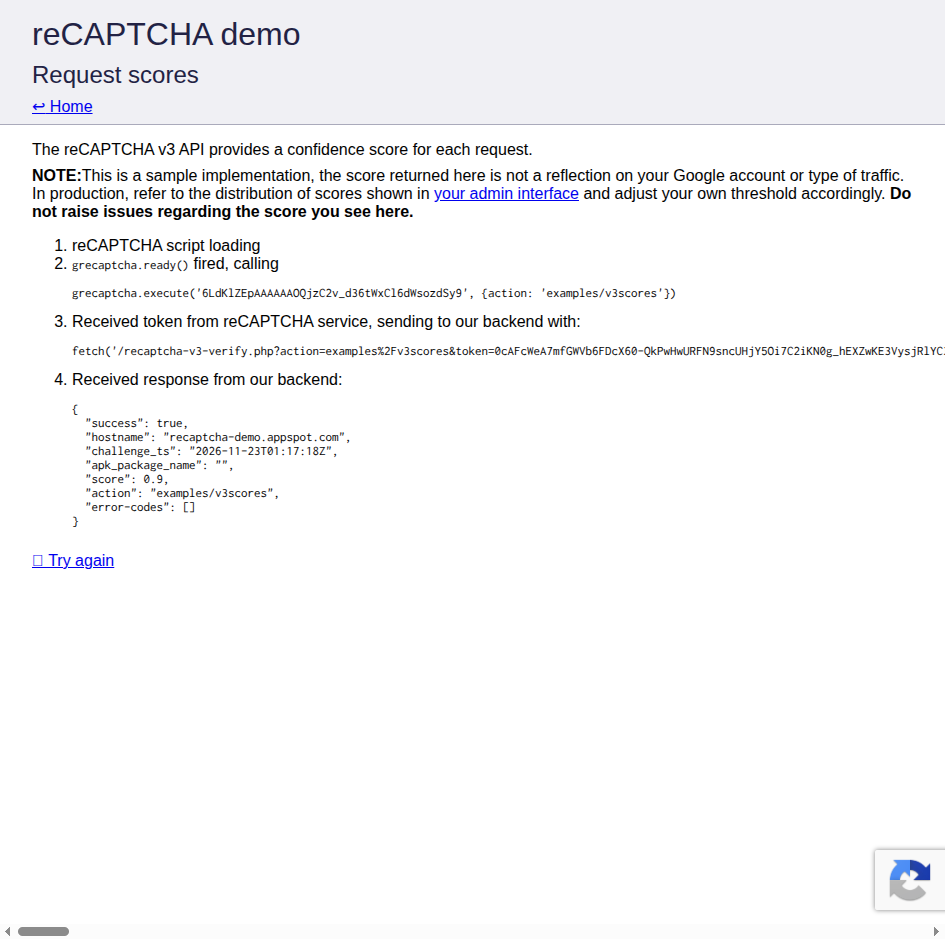 reCAPTCHA demo
Request scores
↩ Home
The reCAPTCHA v3 API provides a confidence score for each request.
NOTE:This is a sample implementation, the score returned here is not a reflection on your Google account or type of traffic.
In production, refer to the distribution of scores shown in your admin interface and adjust your own threshold accordingly. Do
not raise issues regarding the score you see here.
1. reCAPTCHA script loading
2. grecaptcha.ready() fired, calling
grecaptcha.execute('6LdKlZEpAAAAAAOQjzC2v_d36tWxCl6dWsozdSy9', {action: 'examples/v3scores'})
3. Received token from reCAPTCHA service, sending to our backend with:
fetch('/recaptcha-v3-verify.php?action=examples%2Fv3scores&token=0cAFcWeA7mfGWVb6FDcX60-QkPwHwURFN9sncUHjY5Oi7C2iKN0g_hEXZwKE3VysjRlYC
4. Received response from our backend:
{
"success": true,
"hostname": "recaptcha-demo.appspot.com",
"challenge_ts": "2026-11-23T01:17:18Z",
"apk_package_name": "",
"score": 0.9,
"action": "examples/v3scores",
"error-codes": []
}
Try again